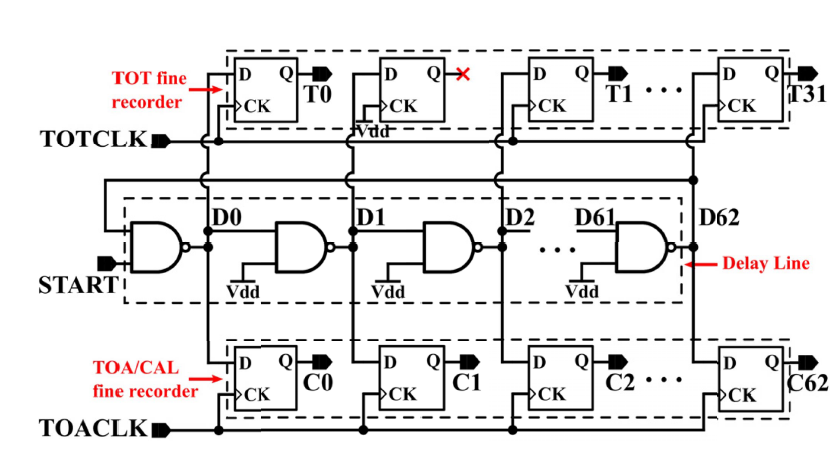 D Q
D Q
D Q
D Q
TOT fine
recorder
T0
T1
T31
CK
CK
CK
CK
Vdd
TOTCLK
D0
D1
D2
D61
D62
START
Vdd
Vdd
Vdd
Delay Line
D Q
D Q
D Q
D Q
TOA/CAL
fine recorder
C0
C1
C2
C62
CK
CK
CK
CK
TOACLK